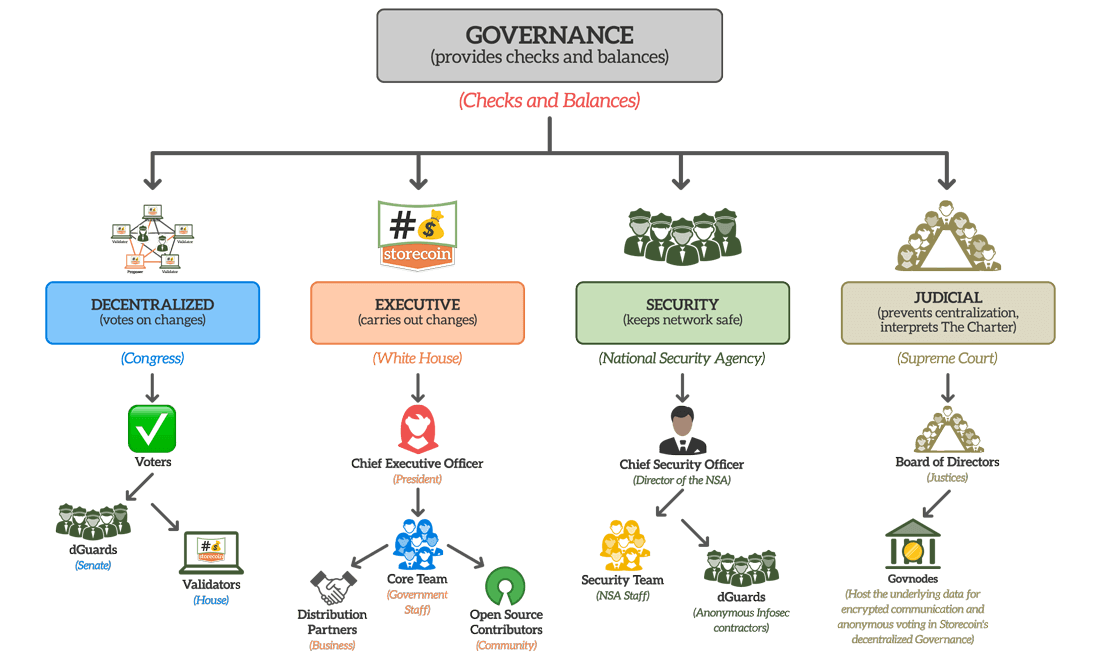 GOVERNANCE
(provides checks and balances)
(Checks and Balances)
Validator
Validator
Proposer
Validator
#
$
storecoin
DECENTRALIZED
(votes on changes)
(Congress)
EXECUTIVE
(carries out changes)
(White House)
SECURITY
(keeps network safe)
(National Security Agency)
JUDICIAL
(prevents centralization,
interprets The Charter)
(Supreme Court)
Voters
dGuards
(Senate)
#
$
storecoin
Validators
(House)
Chief Executive Officer
(President)
Core Team
(Government
Staff)
Distribution
Partners
(Business)
Open Source
Contributors
(Community)
Chief Security Officer
(Director of the NSA)
Security Team
(NSA Staff)
dGuards
(Anonymous Infosec
contractors)
Board of Directors
(Justices)
Govnodes
(Host the underlying data for
encrypted communication and
anonymous voting in Storecoin's
decentralized Governance)